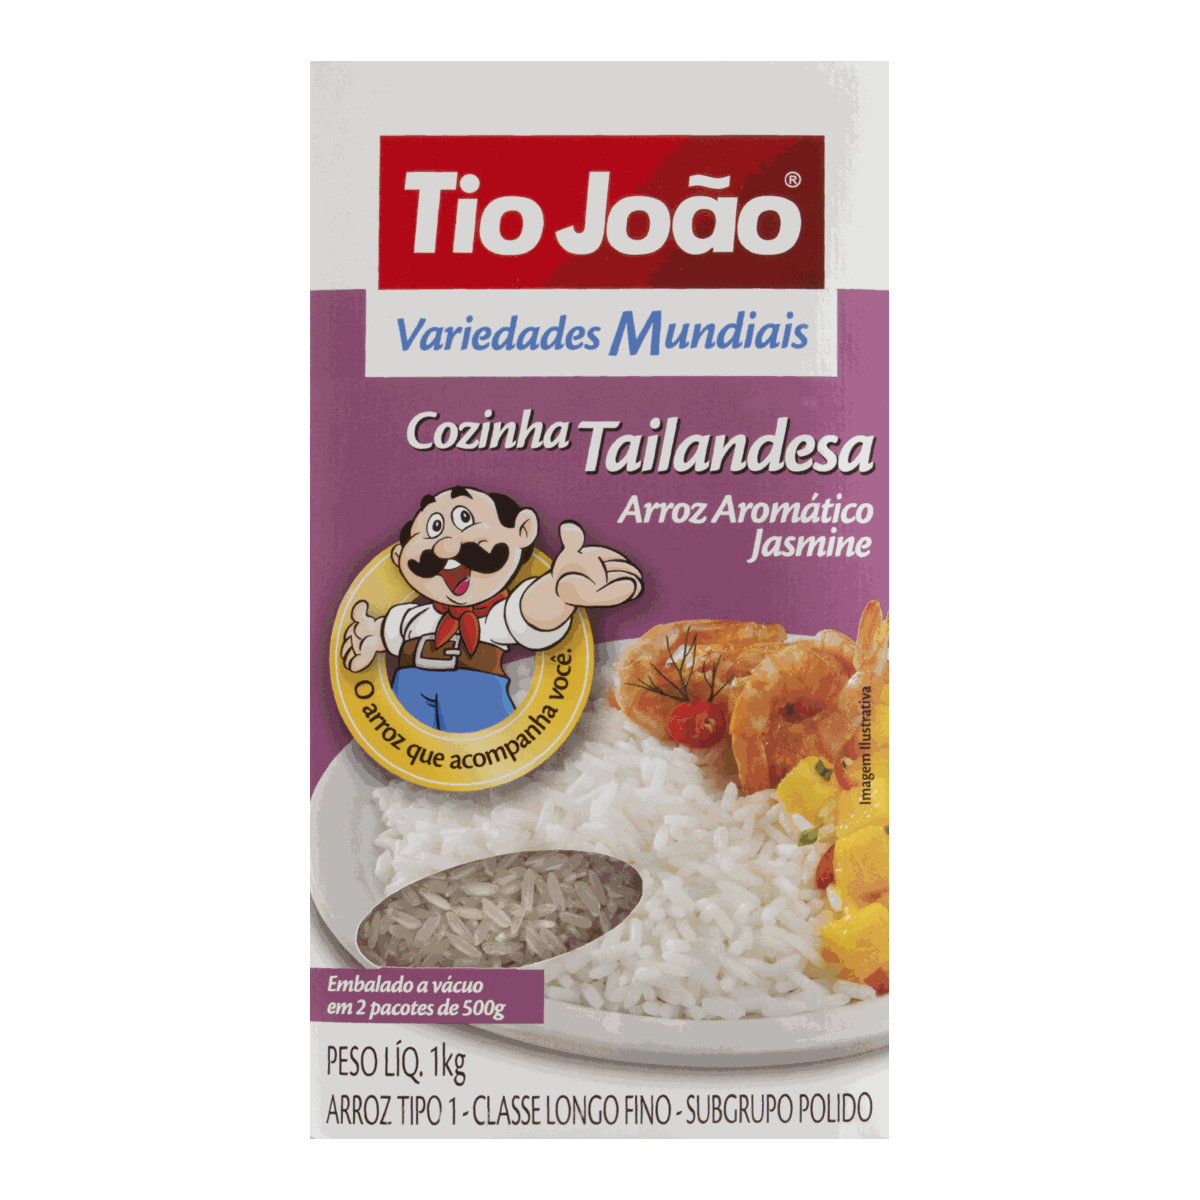 Tio João®
Variedades Mundiais
Cozinha Tailandesa
Arroz Aromático
Jasmine
O arroz que acompanha você.
Imagem Ilustrativa
Embalado a vácuo
em 2 pacotes de 500g
PESO LÍQ. 1kg
ARROZ TIPO 1 - CLASSE LONGO FINO - SUBGRUPO POLIDO